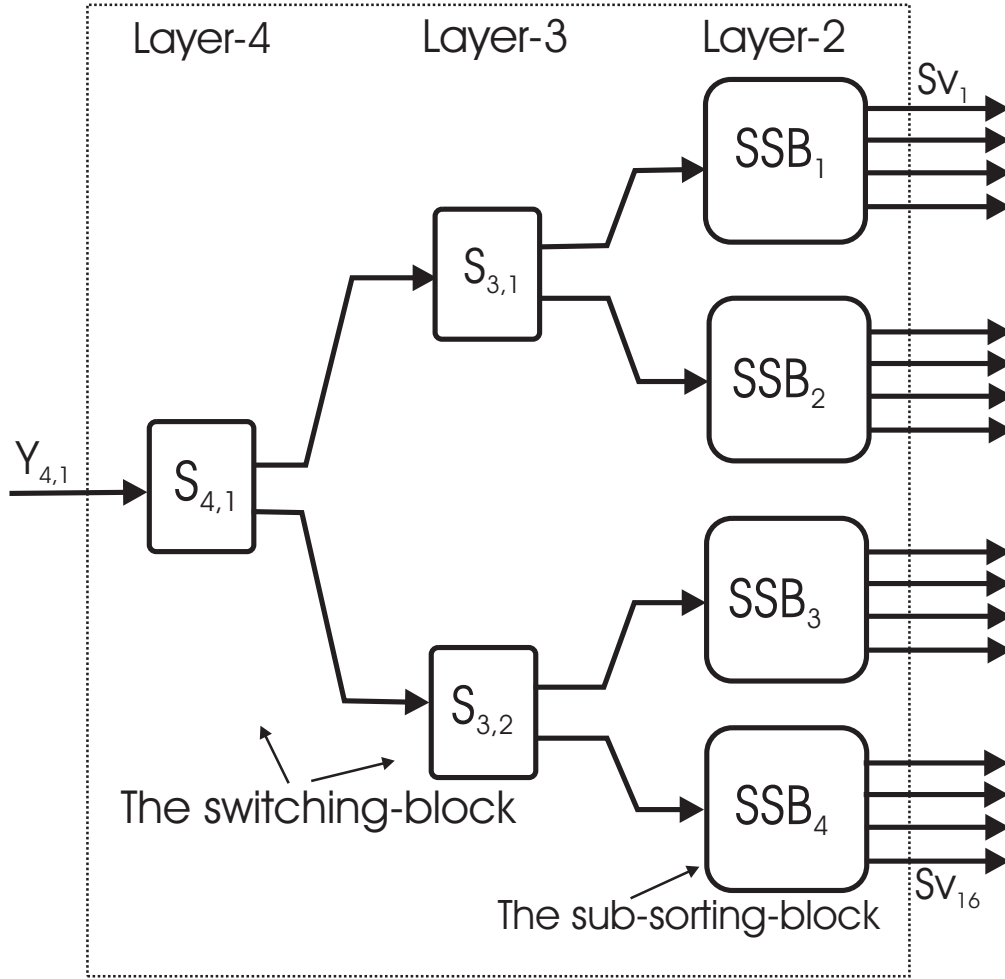 Layer-4
Layer-3
Layer-2
Sv₁
SSB₁
S₃,₁
SSB₂
Y₄,₁
S₄,₁
SSB₃
S₃,₂
The switching-block
SSB₄
Sv₁₆
The sub-sorting-block